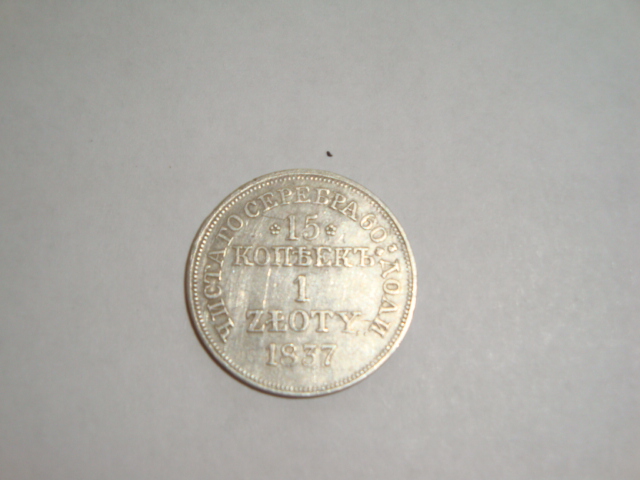 ЧИСТАГО СЕРЕБРА 60 ДОЛИ
*15*
КОПѢЕКЪ
1
ZŁOTY.
1837